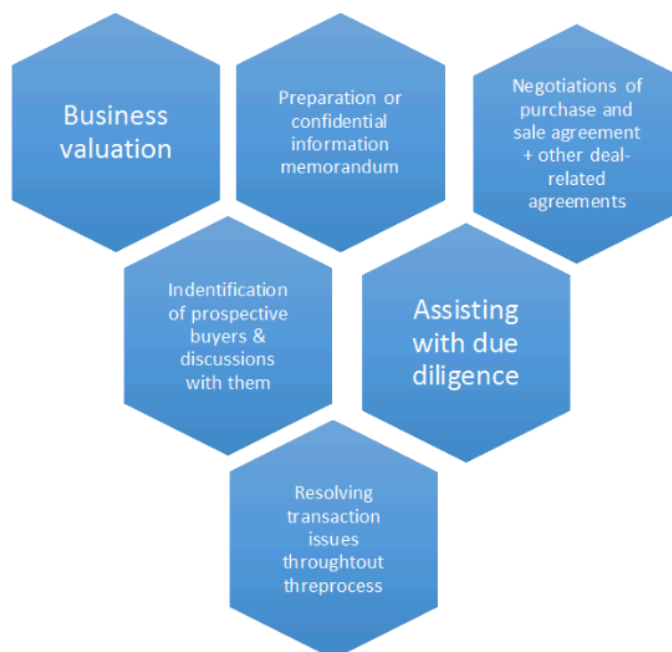 Business
valuation
Preparation or
confidential
information
memorandum
Negotiations of
purchase and
sale agreement
+ other deal-
related
agreements
Indentification
of prospective
buyers &
discussions
with them
Assisting
with due
diligence
Resolving
transaction
issues
throughtout
threprocess